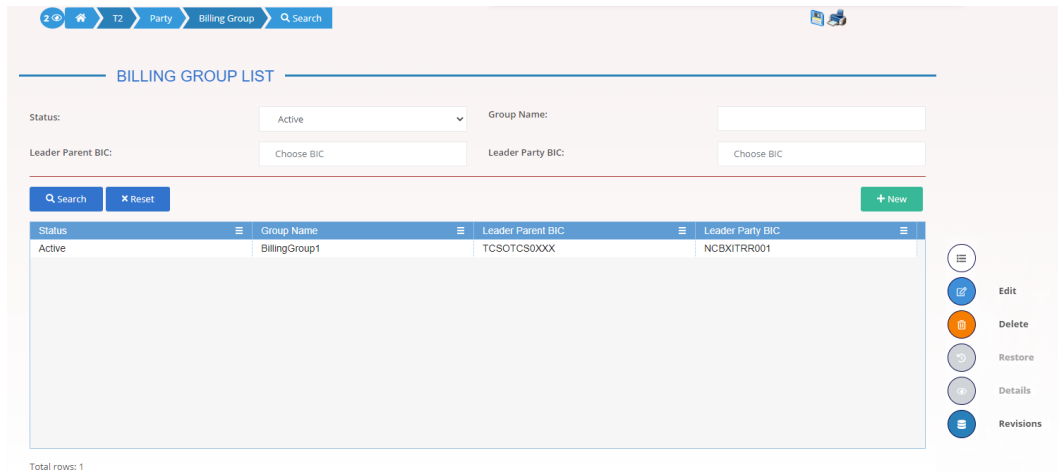 2 T2 Party Billing Group Search
BILLING GROUP LIST
Status: Active Group Name:
Leader Parent BIC: Choose BIC Leader Party BIC: Choose BIC
Search Reset + New
Status Group Name Leader Parent BIC Leader Party BIC
Active BillingGroup1 TCSOTCS0XXX NCBXITRR001
Edit
Delete
Restore
Details
Revisions
Total rows: 1